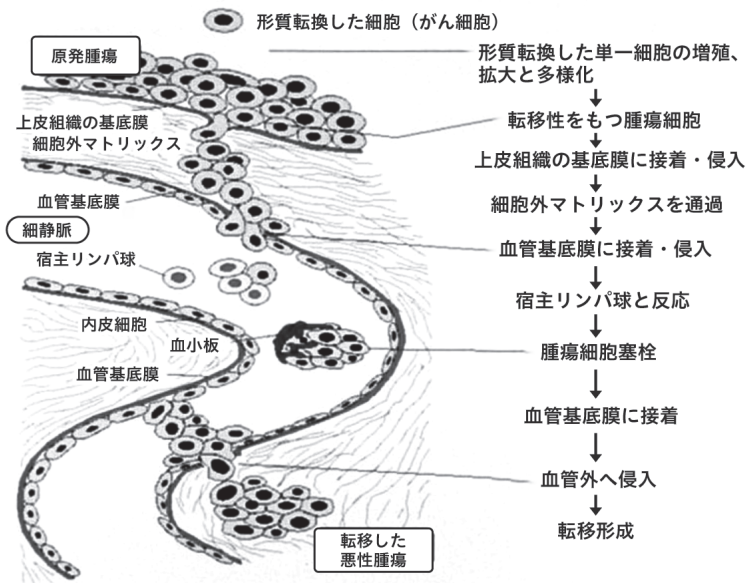 形質転換した細胞（がん細胞）
原発腫瘍
上皮組織の基底膜
細胞外マトリックス
血管基底膜
細静脈
宿主リンパ球
内皮細胞
血小板
血管基底膜
転移した
悪性腫瘍
形質転換した単一細胞の増殖、
拡大と多様化
転移性をもつ腫瘍細胞
上皮組織の基底膜に接着・侵入
細胞外マトリックスを通過
血管基底膜に接着・侵入
宿主リンパ球と反応
腫瘍細胞塞栓
血管基底膜に接着
血管外へ侵入
転移形成